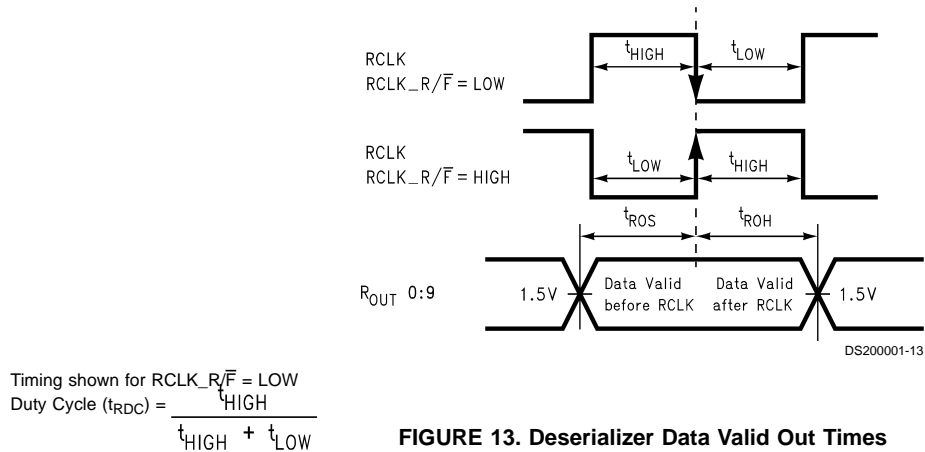 RCLK
RCLK_R/F̅ = LOW
tHIGH
tLOW
RCLK
RCLK_R/F̅ = HIGH
tLOW
tHIGH
tROS
tROH
ROUT 0:9
1.5V
Data Valid
before RCLK
Data Valid
after RCLK
1.5V
DS200001-13
Timing shown for RCLK_R/F̅ = LOW
Duty Cycle (tRDC) =
tHIGH
tHIGH + tLOW
FIGURE 13. Deserializer Data Valid Out Times